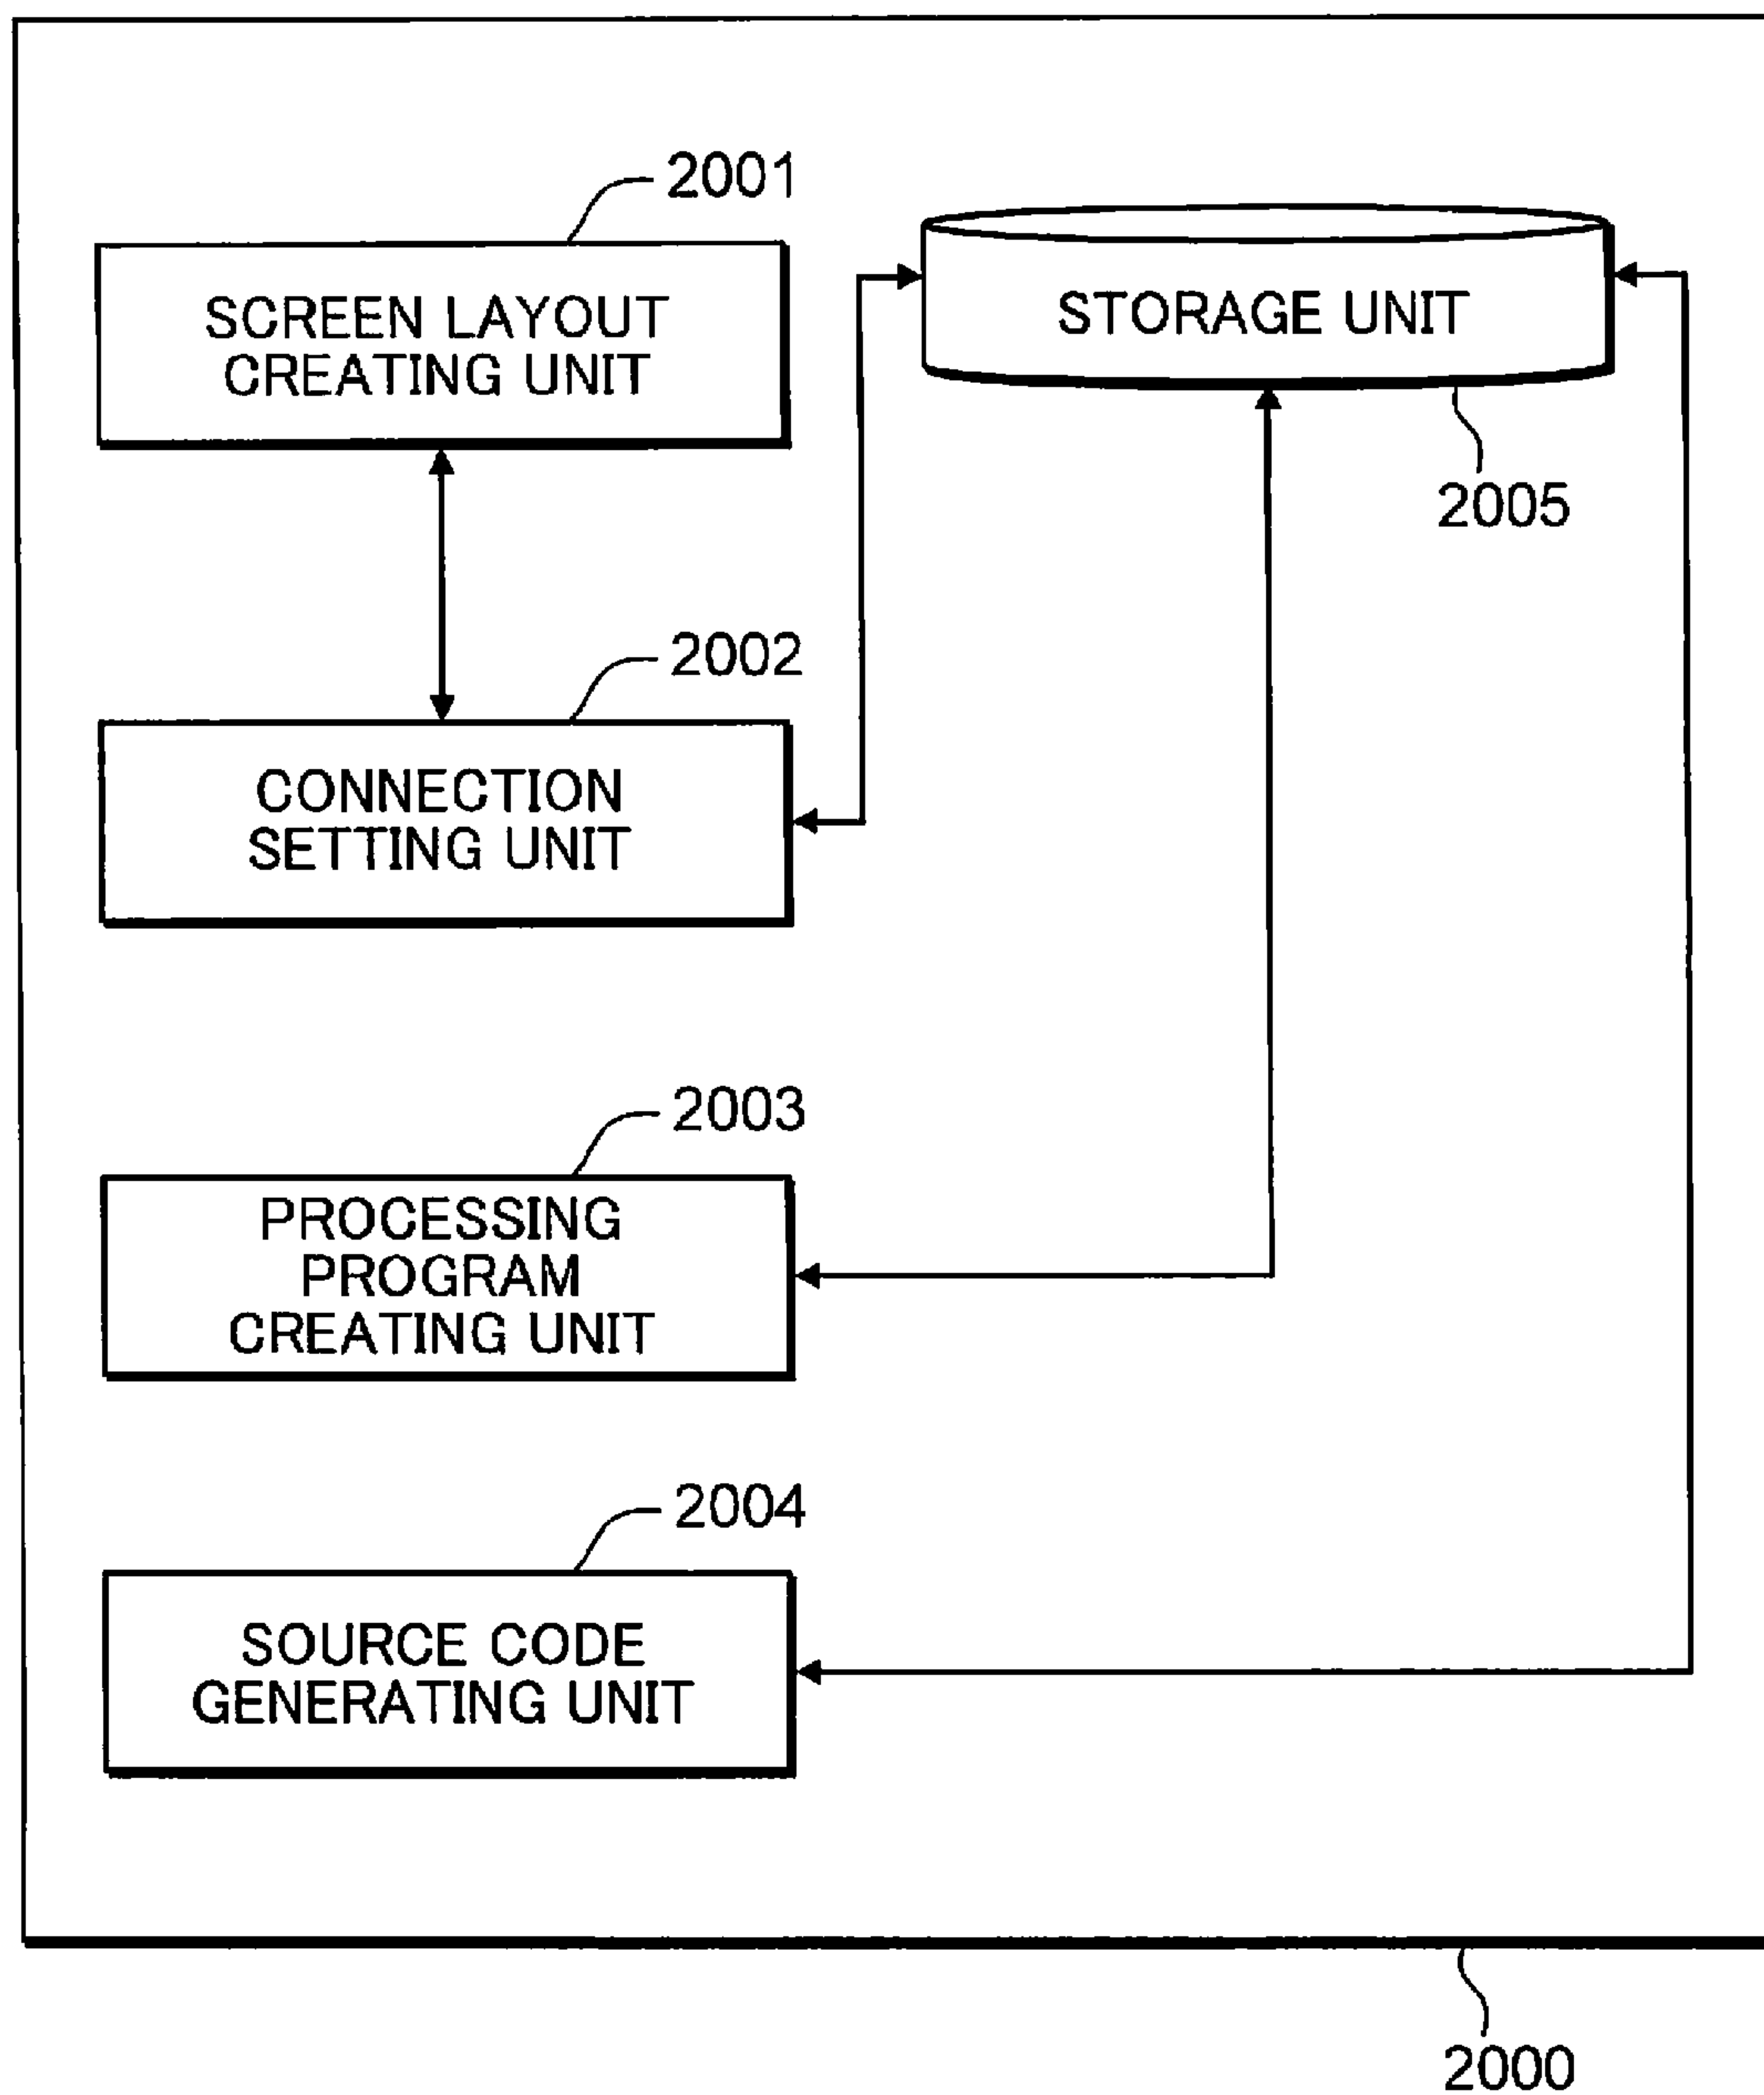 2001
SCREEN LAYOUT
CREATING UNIT
STORAGE UNIT
2005
2002
CONNECTION
SETTING UNIT
2003
PROCESSING
PROGRAM
CREATING UNIT
2004
SOURCE CODE
GENERATING UNIT
2000